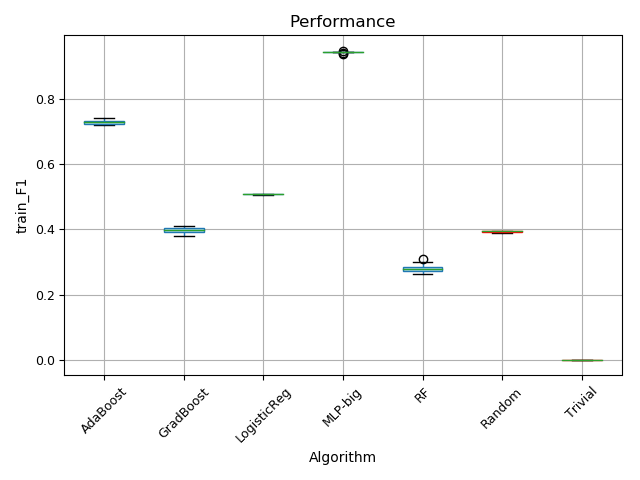 Performance
train_F1
0.8
0.6
0.4
0.2
0.0
AdaBoost
GradBoost
LogisticReg
MLP-big
RF
Random
Trivial
Algorithm